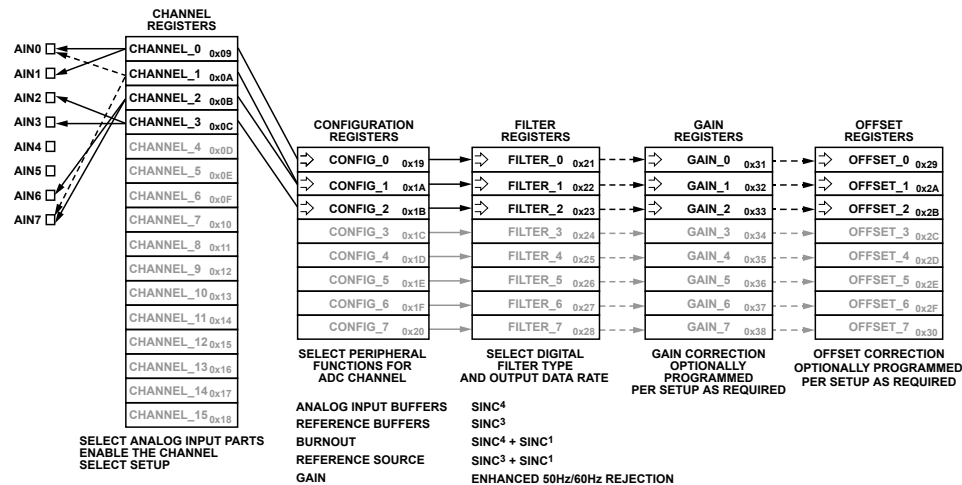 CHANNEL
REGISTERS
AIN0
AIN1
AIN2
AIN3
AIN4
AIN5
AIN6
AIN7
CHANNEL_0 0x09
CHANNEL_1 0x0A
CHANNEL_2 0x0B
CHANNEL_3 0x0C
CHANNEL_4 0x0D
CHANNEL_5 0x0E
CHANNEL_6 0x0F
CHANNEL_7 0x10
CHANNEL_8 0x11
CHANNEL_9 0x12
CHANNEL_10 0x13
CHANNEL_11 0x14
CHANNEL_12 0x15
CHANNEL_13 0x16
CHANNEL_14 0x17
CHANNEL_15 0x18
SELECT ANALOG INPUT PARTS
ENABLE THE CHANNEL
SELECT SETUP
CONFIGURATION
REGISTERS
CONFIG_0 0x19
CONFIG_1 0x1A
CONFIG_2 0x1B
CONFIG_3 0x1C
CONFIG_4 0x1D
CONFIG_5 0x1E
CONFIG_6 0x1F
CONFIG_7 0x20
SELECT PERIPHERAL
FUNCTIONS FOR
ADC CHANNEL
ANALOG INPUT BUFFERS
REFERENCE BUFFERS
BURNOUT
REFERENCE SOURCE
GAIN
FILTER
REGISTERS
FILTER_0 0x21
FILTER_1 0x22
FILTER_2 0x23
FILTER_3 0x24
FILTER_4 0x25
FILTER_5 0x26
FILTER_6 0x27
FILTER_7 0x28
SELECT DIGITAL
FILTER TYPE
AND OUTPUT DATA RATE
SINC4
SINC3
SINC4 + SINC1
SINC3 + SINC1
ENHANCED 50Hz/60Hz REJECTION
GAIN
REGISTERS
GAIN_0 0x31
GAIN_1 0x32
GAIN_2 0x33
GAIN_3 0x34
GAIN_4 0x35
GAIN_5 0x36
GAIN_6 0x37
GAIN_7 0x38
GAIN CORRECTION
OPTIONALLY
PROGRAMMED
PER SETUP AS REQUIRED
OFFSET
REGISTERS
OFFSET_0 0x29
OFFSET_1 0x2A
OFFSET_2 0x2B
OFFSET_3 0x2C
OFFSET_4 0x2D
OFFSET_5 0x2E
OFFSET_6 0x2F
OFFSET_7 0x30
OFFSET CORRECTION
OPTIONALLY PROGRAMMED
PER SETUP AS REQUIRED